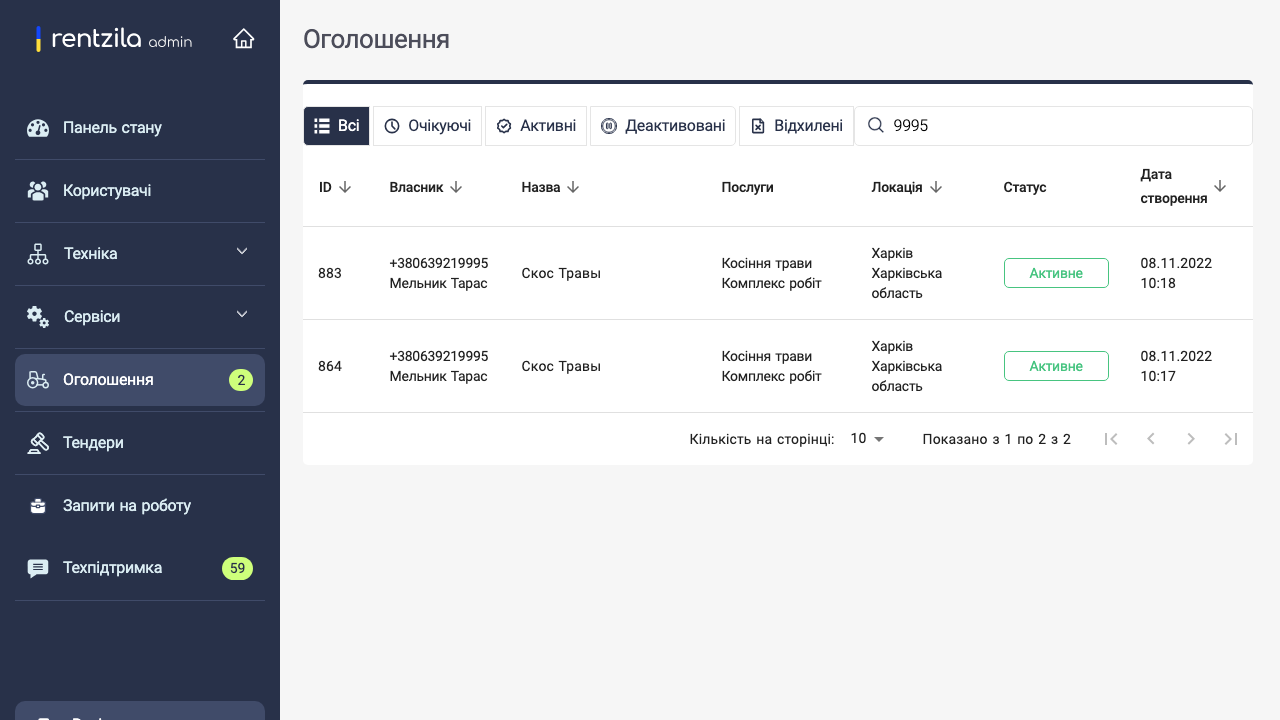 rentzila admin
Панель стану
Користувачі
Техніка
Сервіси
Оголошення 2
Тендери
Запити на роботу
Техпідтримка 59
Оголошення
Всі Очікуючі Активні Деактивовані Відхилені 9995
ID Власник Назва Послуги Локація Статус Дата створення
883
+380639219995
Мельник Тарас
Скос Травы
Косіння трави
Комплекс робіт
Харків
Харківська
область
Активне
08.11.2022
10:18
864
+380639219995
Мельник Тарас
Скос Травы
Косіння трави
Комплекс робіт
Харків
Харківська
область
Активне
08.11.2022
10:17
Кількість на сторінці: 10 Показано з 1 по 2 з 2